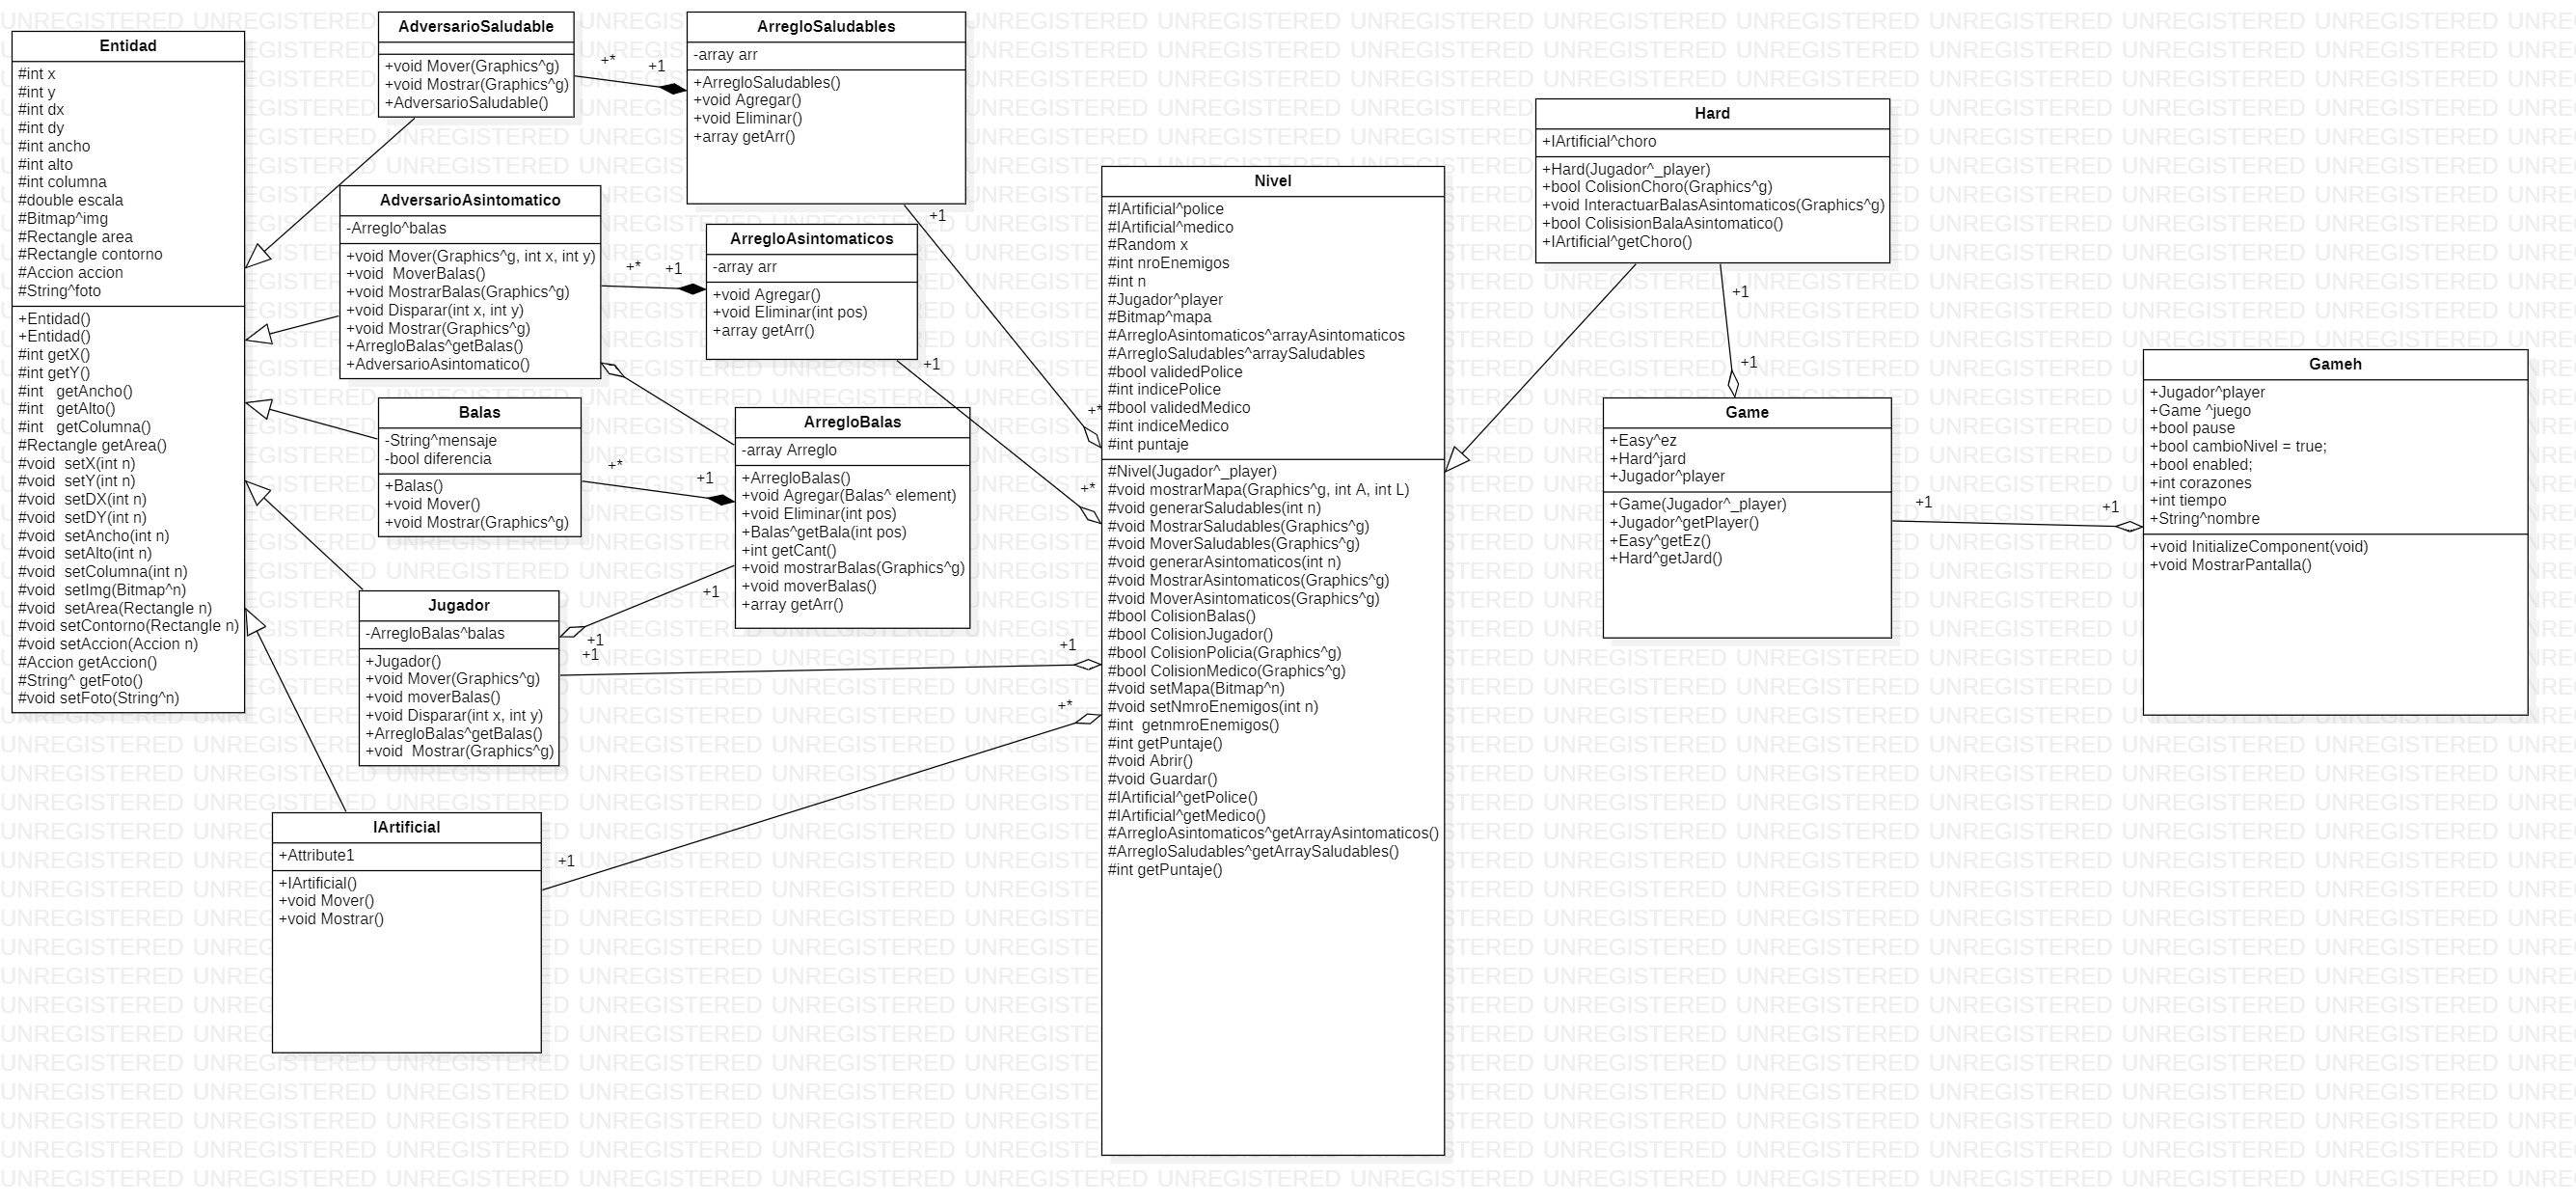 Entidad
#int x
#int y
#int dx
#int dy
#int ancho
#int alto
#int columna
#double escala
#Bitmap^img
#Rectangle area
#Rectangle contorno
#Accion accion
#String^foto
+Entidad()
+Entidad()
#int getX()
#int getY()
#int   getAncho()
#int   getAlto()
#int   getColumna()
#Rectangle getArea()
#void  setX(int n)
#void  setY(int n)
#void  setDX(int n)
#void  setDY(int n)
#void  setAncho(int n)
#void  setAlto(int n)
#void  setColumna(int n)
#void  setImg(Bitmap^n)
#void  setArea(Rectangle n)
#void setContorno(Rectangle n)
#void setAccion(Accion n)
#Accion getAccion()
#String^ getFoto()
#void setFoto(String^n)
AdversarioSaludable
+void Mover(Graphics^g)
+void Mostrar(Graphics^g)
+AdversarioSaludable()
+*
+1
ArregloSaludables
-array arr
+ArregloSaludables()
+void Agregar()
+void Eliminar()
+array getArr()
+1
+*
AdversarioAsintomatico
-Arreglo^balas
+void Mover(Graphics^g, int x, int y)
+void  MoverBalas()
+void MostrarBalas(Graphics^g)
+void Disparar(int x, int y)
+void Mostrar(Graphics^g)
+ArregloBalas^getBalas()
+AdversarioAsintomatico()
+*
+1
ArregloAsintomaticos
-array arr
+void Agregar()
+void Eliminar(int pos)
+array getArr()
+1
+*
Balas
-String^mensaje
-bool diferencia
+Balas()
+void Mover()
+void Mostrar(Graphics^g)
+*
+1
ArregloBalas
-array Arreglo
+ArregloBalas()
+void Agregar(Balas^ element)
+void Eliminar(int pos)
+Balas^getBala(int pos)
+int getCant()
+void mostrarBalas(Graphics^g)
+void moverBalas()
+array getArr()
+1
+1
Jugador
-ArregloBalas^balas
+Jugador()
+void Mover(Graphics^g)
+void moverBalas()
+void Disparar(int x, int y)
+ArregloBalas^getBalas()
+void  Mostrar(Graphics^g)
+1
+1
IArtificial
+Attribute1
+IArtificial()
+void Mover()
+void Mostrar()
+1
+*
Nivel
#IArtificial^police
#IArtificial^medico
#Random x
#int nroEnemigos
#int n
#Jugador^player
#Bitmap^mapa
#ArregloAsintomaticos^arrayAsintomaticos
#ArregloSaludables^arraySaludables
#bool validedPolice
#int indicePolice
#bool validedMedico
#int indiceMedico
#int puntaje
#Nivel(Jugador^_player)
#void mostrarMapa(Graphics^g, int A, int L)
#void generarSaludables(int n)
#void MostrarSaludables(Graphics^g)
#void MoverSaludables(Graphics^g)
#void generarAsintomaticos(int n)
#void MostrarAsintomaticos(Graphics^g)
#void MoverAsintomaticos(Graphics^g)
#bool ColisionBalas()
#bool ColisionJugador()
#bool ColisionPolicia(Graphics^g)
#bool ColisionMedico(Graphics^g)
#void setMapa(Bitmap^n)
#void setNmroEnemigos(int n)
#int  getnmroEnemigos()
#int getPuntaje()
#void Abrir()
#void Guardar()
#IArtificial^getPolice()
#IArtificial^getMedico()
#ArregloAsintomaticos^getArrayAsintomaticos()
#ArregloSaludables^getArraySaludables()
#int getPuntaje()
Hard
+IArtificial^choro
+Hard(Jugador^_player)
+bool ColisionChoro(Graphics^g)
+void InteractuarBalasAsintomaticos(Graphics^g)
+bool ColisisionBalaAsintomatico()
+IArtificial^getChoro()
+1
+1
Game
+Easy^ez
+Hard^jard
+Jugador^player
+Game(Jugador^_player)
+Jugador^getPlayer()
+Easy^getEz()
+Hard^getJard()
+1
+1
Gameh
+Jugador^player
+Game ^juego
+bool pause
+bool cambioNivel = true;
+bool enabled;
+int corazones
+int tiempo
+String^nombre
+void InitializeComponent(void)
+void MostrarPantalla()